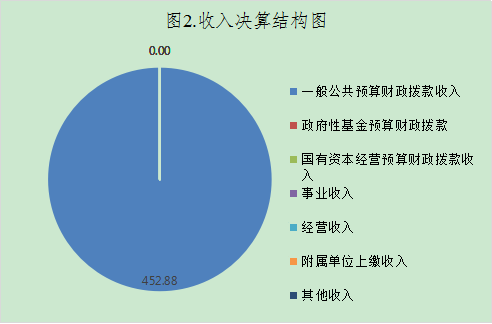 图2.收入决算结构图
0.00
452.88
一般公共预算财政拨款收入
政府性基金预算财政拨款
国有资本经营预算财政拨款收
入
事业收入
经营收入
附属单位上缴收入
其他收入